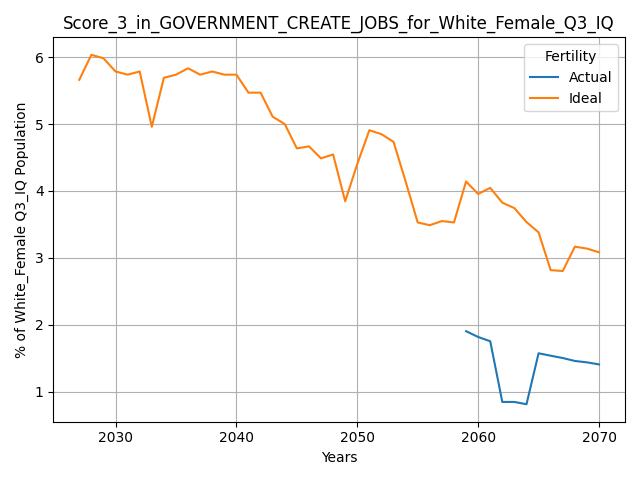 Score_3_in_GOVERNMENT_CREATE_JOBS_for_White_Female_Q3_IQ
Fertility
Actual
Ideal
% of White_Female Q3_IQ Population
6
5
4
3
2
1
2030 2040 2050 2060 2070
Years